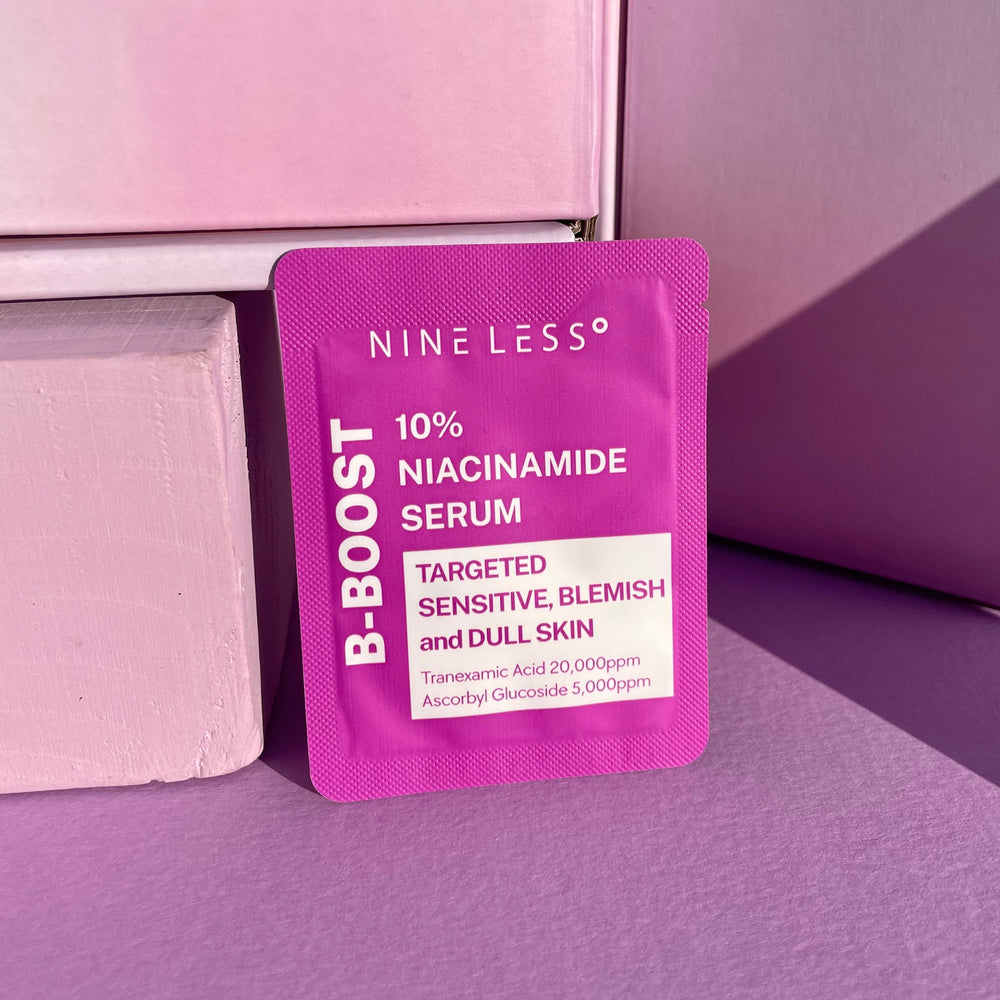 NINE LESS°
B-BOOST
10%
NIACINAMIDE
SERUM
TARGETED
SENSITIVE, BLEMISH
and DULL SKIN
Tranexamic Acid 20,000ppm
Ascorbyl Glucoside 5,000ppm